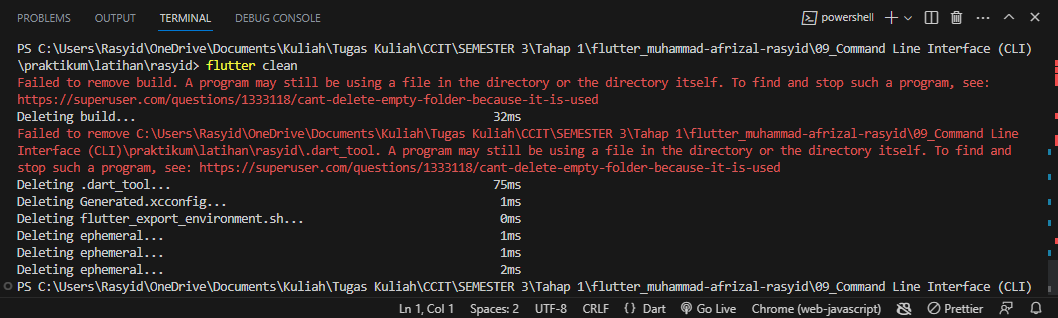 PROBLEMS OUTPUT TERMINAL DEBUG CONSOLE powershell
PS C:\Users\Rasyid\OneDrive\Documents\Kuliah\Tugas Kuliah\CCIT\SEMESTER 3\Tahap 1\flutter_muhammad-afrizal-rasyid\09_Command Line Interface (CLI)
\praktikum\latihan\rasyid> flutter clean
Failed to remove build. A program may still be using a file in the directory or the directory itself. To find and stop such a program, see:
https://superuser.com/questions/1333118/cant-delete-empty-folder-because-it-is-used
Deleting build... 32ms
Failed to remove C:\Users\Rasyid\OneDrive\Documents\Kuliah\Tugas Kuliah\CCIT\SEMESTER 3\Tahap 1\flutter_muhammad-afrizal-rasyid\09_Command Line
Interface (CLI)\praktikum\latihan\rasyid\.dart_tool. A program may still be using a file in the directory or the directory itself. To find and
stop such a program, see: https://superuser.com/questions/1333118/cant-delete-empty-folder-because-it-is-used
Deleting .dart_tool... 75ms
Deleting Generated.xcconfig... 1ms
Deleting flutter_export_environment.sh... 0ms
Deleting ephemeral... 1ms
Deleting ephemeral... 1ms
Deleting ephemeral... 2ms
PS C:\Users\Rasyid\OneDrive\Documents\Kuliah\Tugas Kuliah\CCIT\SEMESTER 3\Tahap 1\flutter_muhammad-afrizal-rasyid\09_Command Line Interface (CLI)
Ln 1, Col 1 Spaces: 2 UTF-8 CRLF {} Dart Go Live Chrome (web-javascript) Prettier